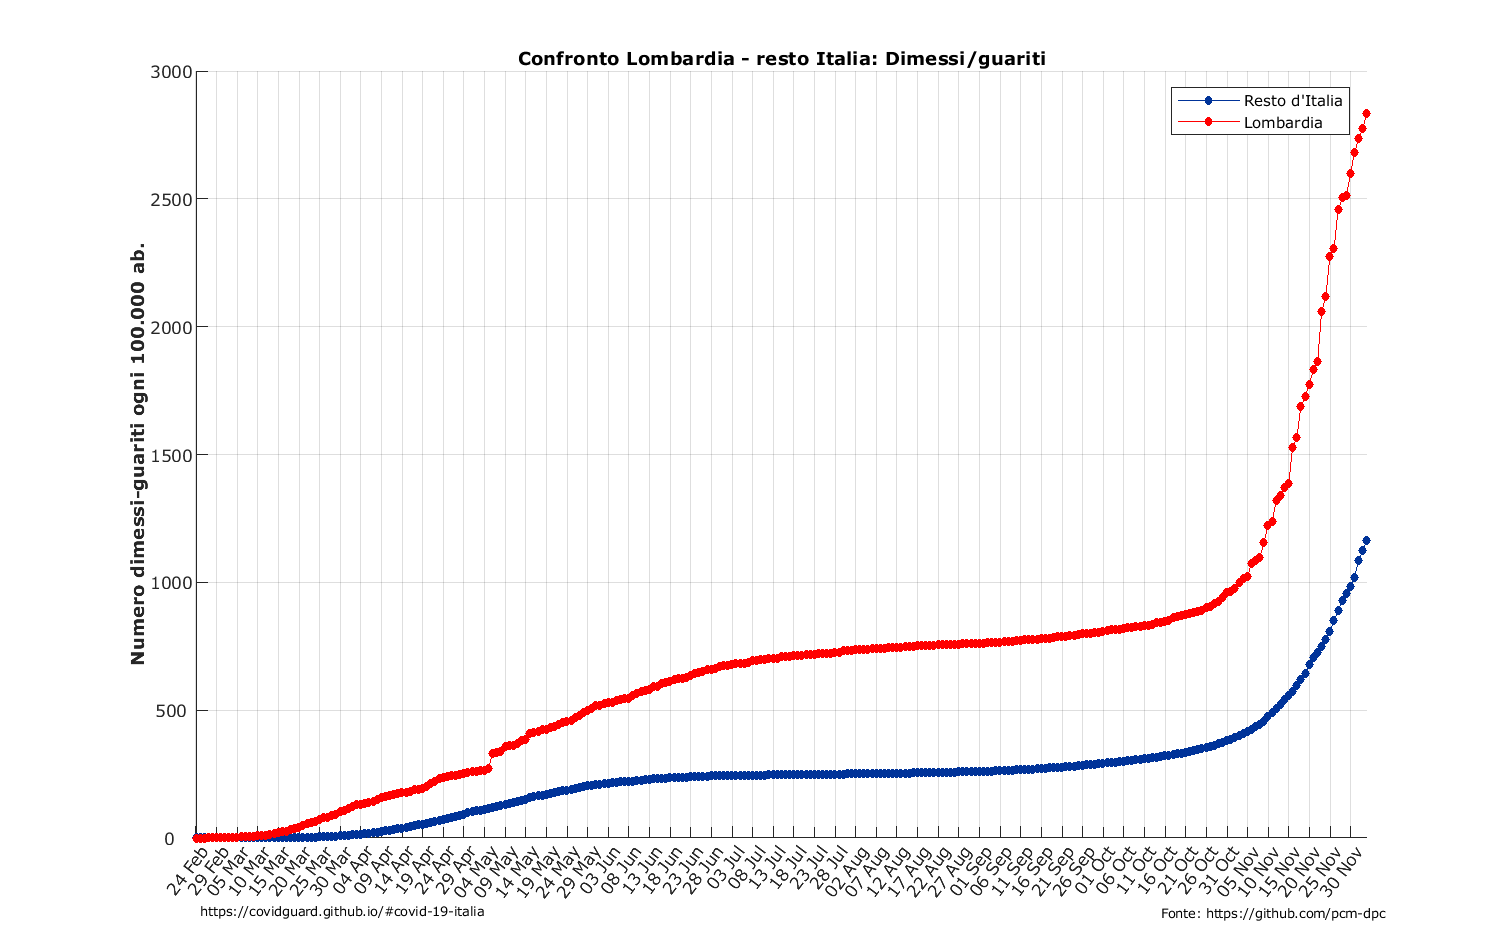 Confronto Lombardia - resto Italia: Dimessi/guariti
Resto d'Italia
Lombardia
Numero dimessi-guariti ogni 100.000 ab.
3000
2500
2000
1500
1000
500
0
24 Feb
29 Feb
05 Mar
10 Mar
15 Mar
20 Mar
25 Mar
30 Mar
04 Apr
09 Apr
14 Apr
19 Apr
24 Apr
29 Apr
04 May
09 May
14 May
19 May
24 May
29 May
03 Jun
08 Jun
13 Jun
18 Jun
23 Jun
28 Jun
03 Jul
08 Jul
13 Jul
18 Jul
23 Jul
28 Jul
02 Aug
07 Aug
12 Aug
17 Aug
22 Aug
27 Aug
01 Sep
06 Sep
11 Sep
16 Sep
21 Sep
26 Sep
01 Oct
06 Oct
11 Oct
16 Oct
21 Oct
26 Oct
31 Oct
05 Nov
10 Nov
15 Nov
20 Nov
25 Nov
30 Nov
https://covidguard.github.io/#covid-19-italia
Fonte: https://github.com/pcm-dpc